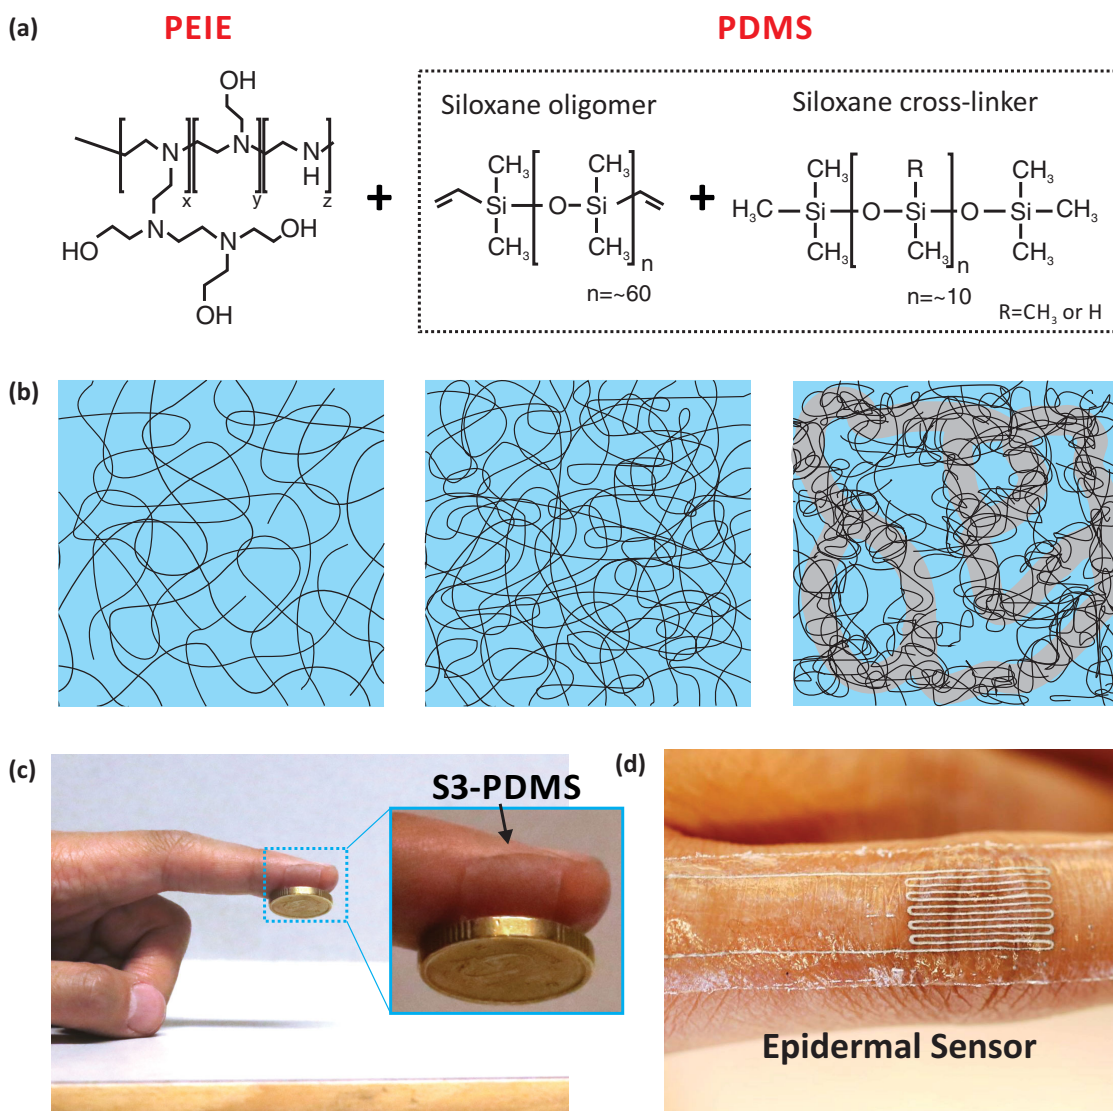 (a)
PEIE
PDMS
Siloxane oligomer
Siloxane cross-linker
OH
N
N
N
H
x
y
z
N
N
HO
OH
OH
+
CH₃
CH₃
Si
O
Si
CH₃
CH₃
n
n=~60
+
CH₃
R
CH₃
H₃C
Si
O
Si
O
Si
CH₃
CH₃
CH₃
CH₃
n
n=~10
R=CH₃ or H
(b)
(c)
S3-PDMS
(d)
Epidermal Sensor